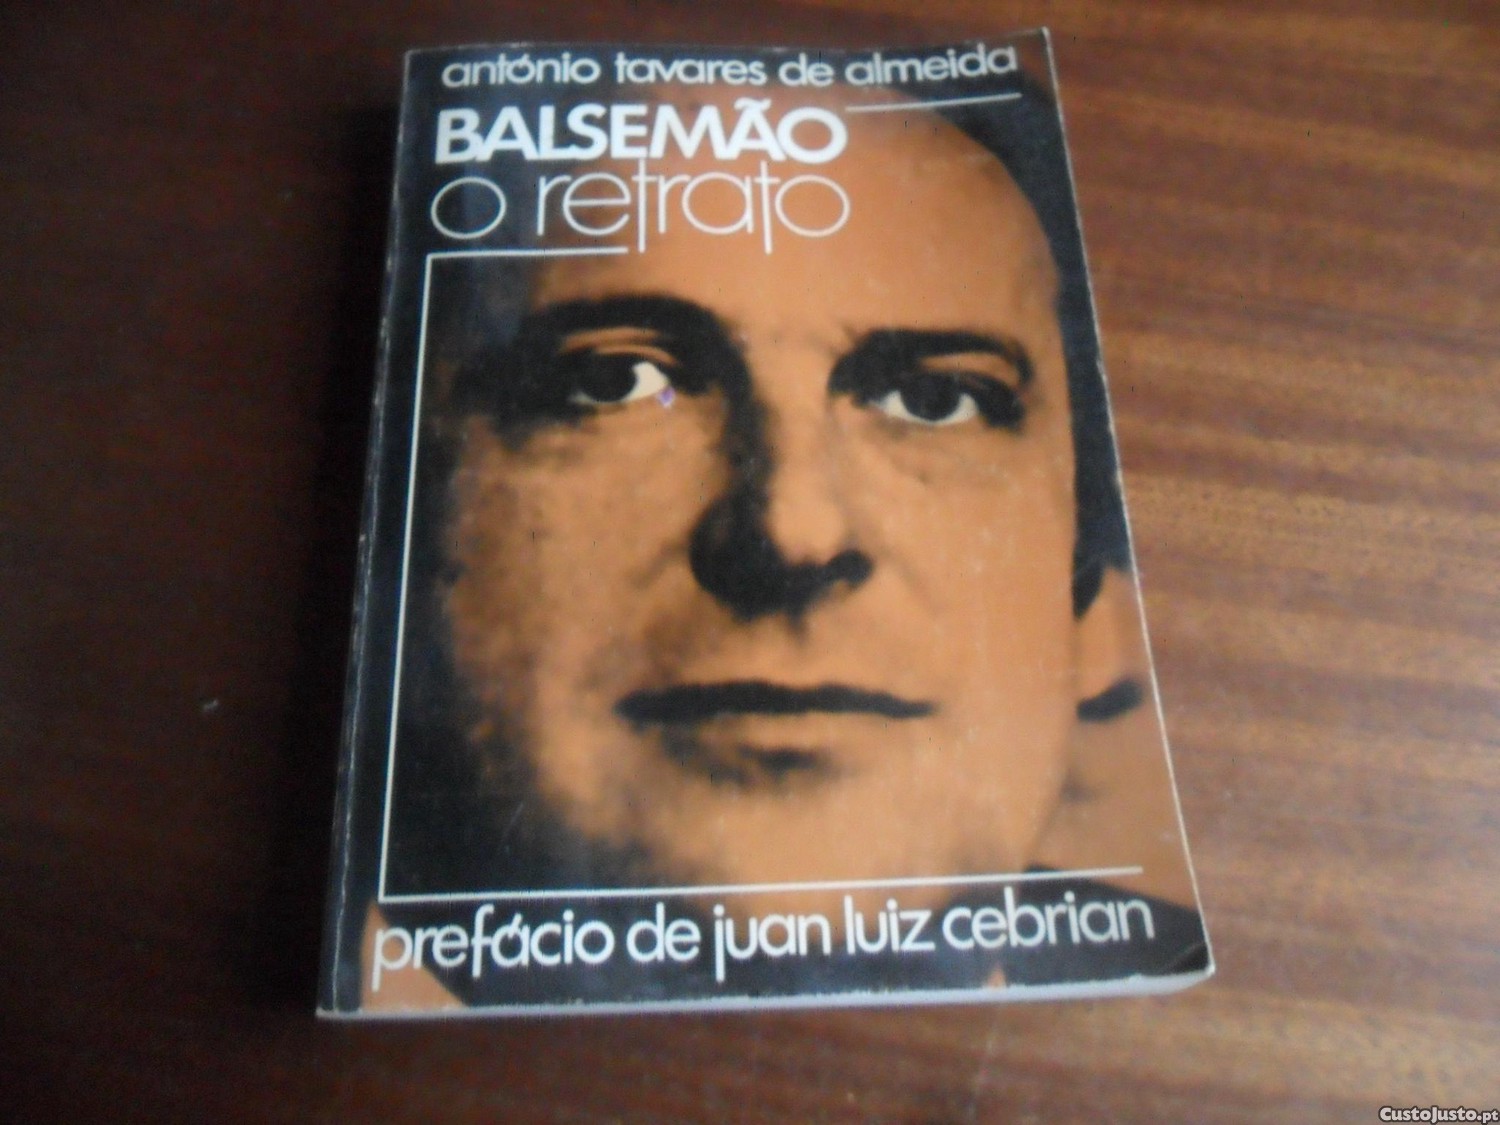 antónio tavares de almeida
BALSEMÃO
o retrato
prefácio de juan luiz cebrian
CustoJusto.pt